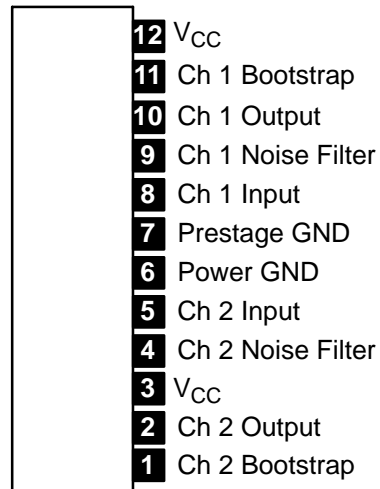 12 VCC
11 Ch 1 Bootstrap
10 Ch 1 Output
9 Ch 1 Noise Filter
8 Ch 1 Input
7 Prestage GND
6 Power GND
5 Ch 2 Input
4 Ch 2 Noise Filter
3 VCC
2 Ch 2 Output
1 Ch 2 Bootstrap